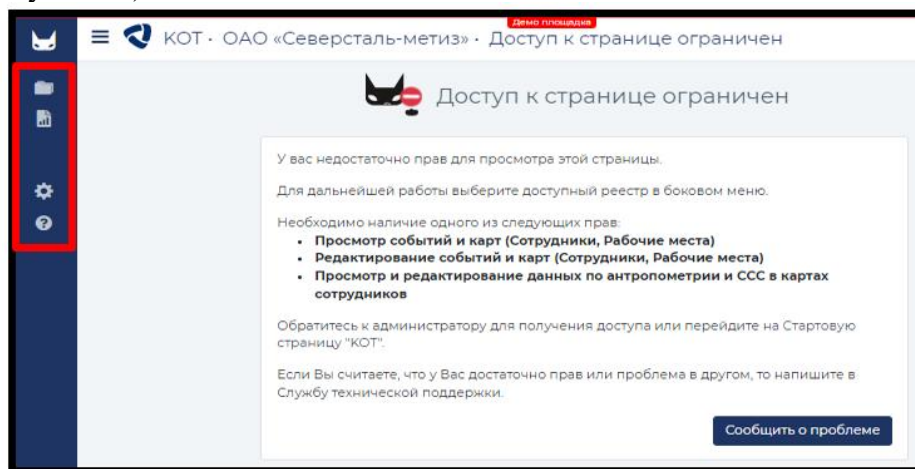 Демо площадка
КОТ · ОАО «Северсталь-метиз» · Доступ к странице ограничен
Доступ к странице ограничен
У вас недостаточно прав для просмотра этой страницы.
Для дальнейшей работы выберите доступный реестр в боковом меню.
Необходимо наличие одного из следующих прав:
• Просмотр событий и карт (Сотрудники, Рабочие места)
• Редактирование событий и карт (Сотрудники, Рабочие места)
• Просмотр и редактирование данных по антропометрии и ССС в картах
сотрудников
Обратитесь к администратору для получения доступа или перейдите на Стартовую
страницу "КОТ".
Если Вы считаете, что у Вас достаточно прав или проблема в другом, то напишите в
Службу технической поддержки.
Сообщить о проблеме